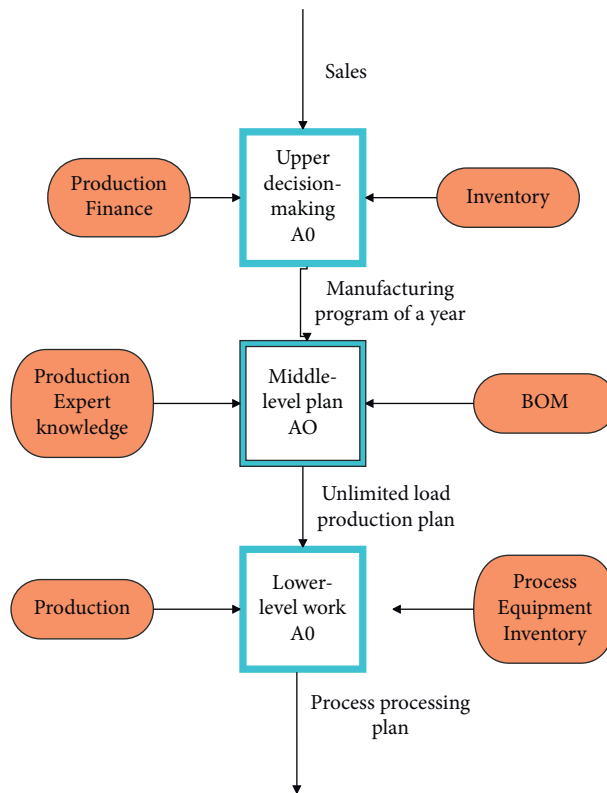 Sales
Upper
decision-
making
A0
Production
Finance
Inventory
Manufacturing
program of a year
Production
Expert
knowledge
Middle-
level plan
AO
BOM
Unlimited load
production plan
Production
Lower-
level work
A0
Process
Equipment
Inventory
Process processing
plan